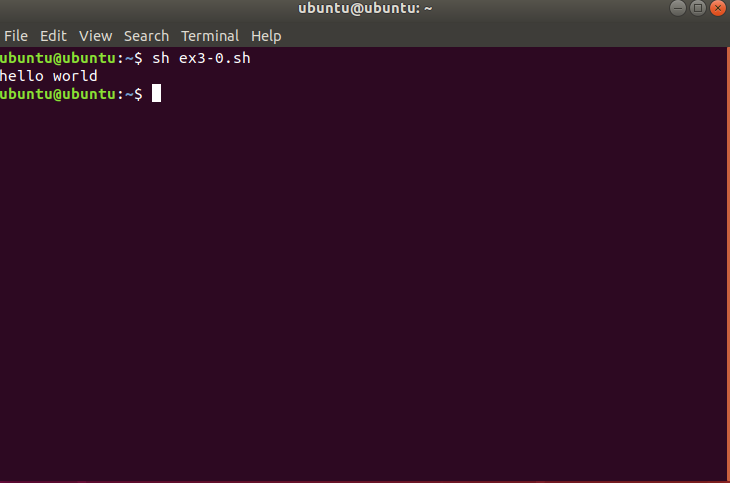 ubuntu@ubuntu: ~
File Edit View Search Terminal Help
ubuntu@ubuntu:~$ sh ex3-0.sh
hello world
ubuntu@ubuntu:~$